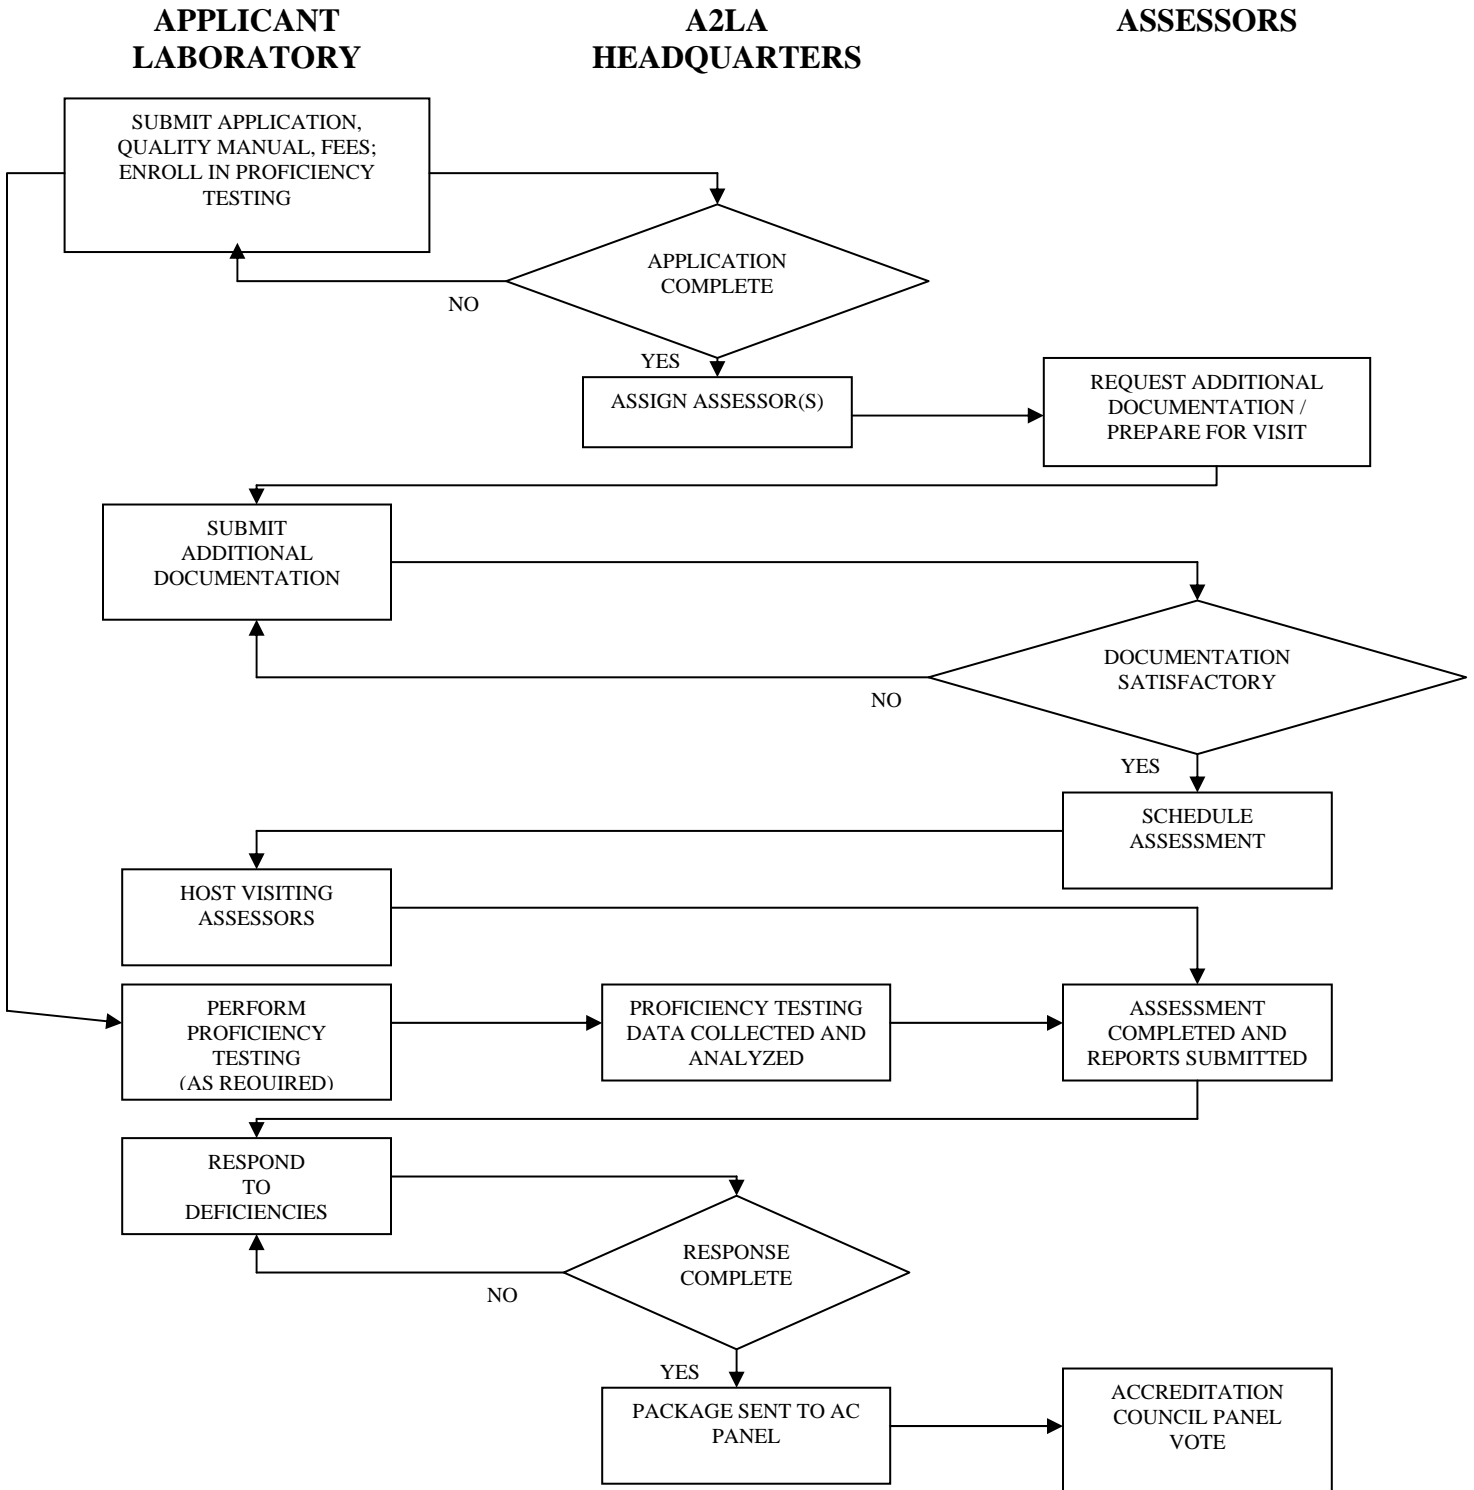 APPLICANT
LABORATORY
A2LA
HEADQUARTERS
ASSESSORS
SUBMIT APPLICATION,
QUALITY MANUAL, FEES;
ENROLL IN PROFICIENCY
TESTING
APPLICATION
COMPLETE
NO
YES
ASSIGN ASSESSOR(S)
REQUEST ADDITIONAL
DOCUMENTATION /
PREPARE FOR VISIT
SUBMIT
ADDITIONAL
DOCUMENTATION
DOCUMENTATION
SATISFACTORY
NO
YES
SCHEDULE
ASSESSMENT
HOST VISITING
ASSESSORS
PERFORM
PROFICIENCY
TESTING
(AS REQUIRED)
PROFICIENCY TESTING
DATA COLLECTED AND
ANALYZED
ASSESSMENT
COMPLETED AND
REPORTS SUBMITTED
RESPOND
TO
DEFICIENCIES
RESPONSE
COMPLETE
NO
YES
PACKAGE SENT TO AC
PANEL
ACCREDITATION
COUNCIL PANEL
VOTE